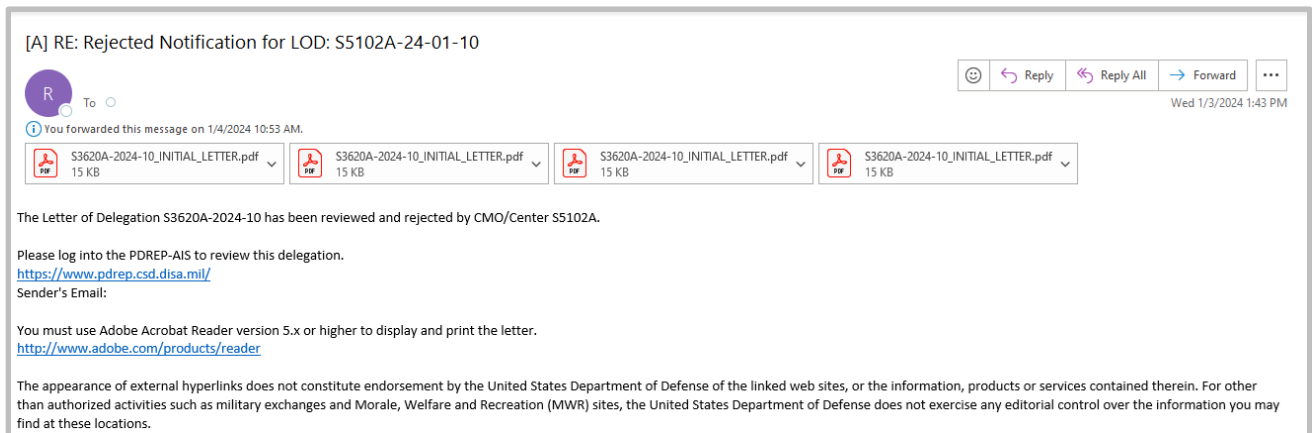 [A] RE: Rejected Notification for LOD: S5102A-24-01-10
Reply Reply All Forward
R
To
Wed 1/3/2024 1:43 PM
You forwarded this message on 1/4/2024 10:53 AM.
S3620A-2024-10_INITIAL_LETTER.pdf S3620A-2024-10_INITIAL_LETTER.pdf S3620A-2024-10_INITIAL_LETTER.pdf S3620A-2024-10_INITIAL_LETTER.pdf
PDF 15 KB PDF 15 KB PDF 15 KB PDF 15 KB
The Letter of Delegation S3620A-2024-10 has been reviewed and rejected by CMO/Center S5102A.
Please log into the PDREP-AIS to review this delegation.
https://www.pdrep.csd.disa.mil/
Sender's Email:
You must use Adobe Acrobat Reader version 5.x or higher to display and print the letter.
http://www.adobe.com/products/reader
The appearance of external hyperlinks does not constitute endorsement by the United States Department of Defense of the linked web sites, or the information, products or services contained therein. For other
than authorized activities such as military exchanges and Morale, Welfare and Recreation (MWR) sites, the United States Department of Defense does not exercise any editorial control over the information you may
find at these locations.